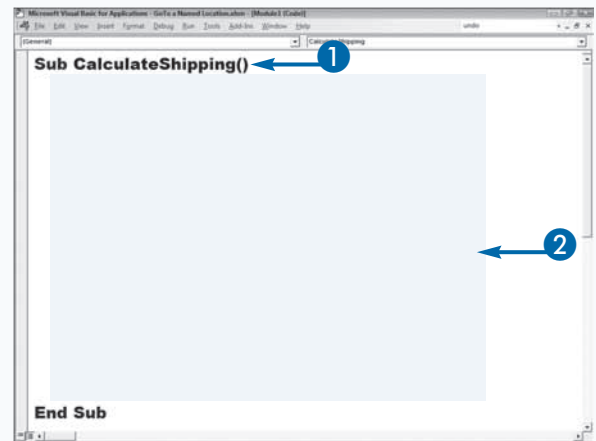 Microsoft Visual Basic for Applications - GoTo a Named Location.xlsm - [Module1 (Code)]
File Edit View Insert Format Debug Run Tools Add-Ins Window Help undo
(General) CalculateShipping
Sub CalculateShipping() 1
2
End Sub